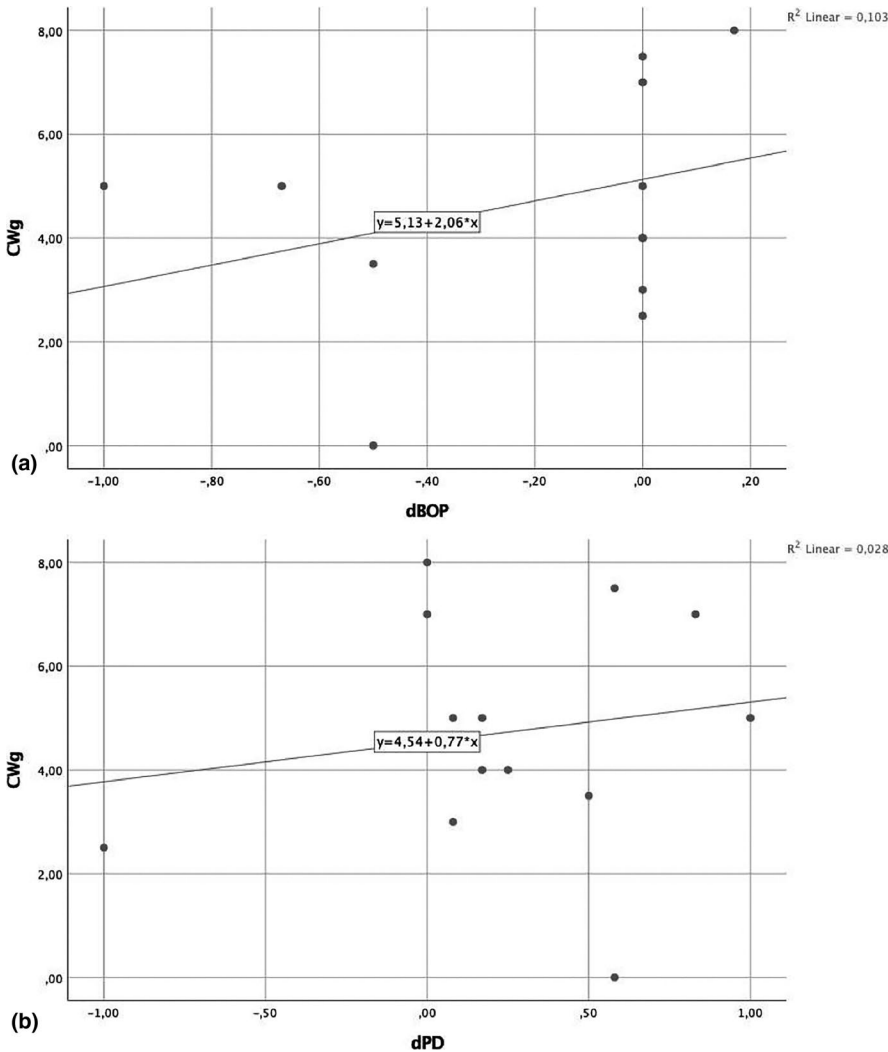 R² Linear = 0,103
8,00
6,00
4,00
2,00
,00
CWg
y=5,13+2,06*x
(a)
-1,00 -,80 -,60 -,40 -,20 ,00 ,20
dBOP
R² Linear = 0,028
8,00
6,00
4,00
2,00
,00
CWg
y=4,54+0,77*x
(b)
-1,00 -,50 ,00 ,50 1,00
dPD